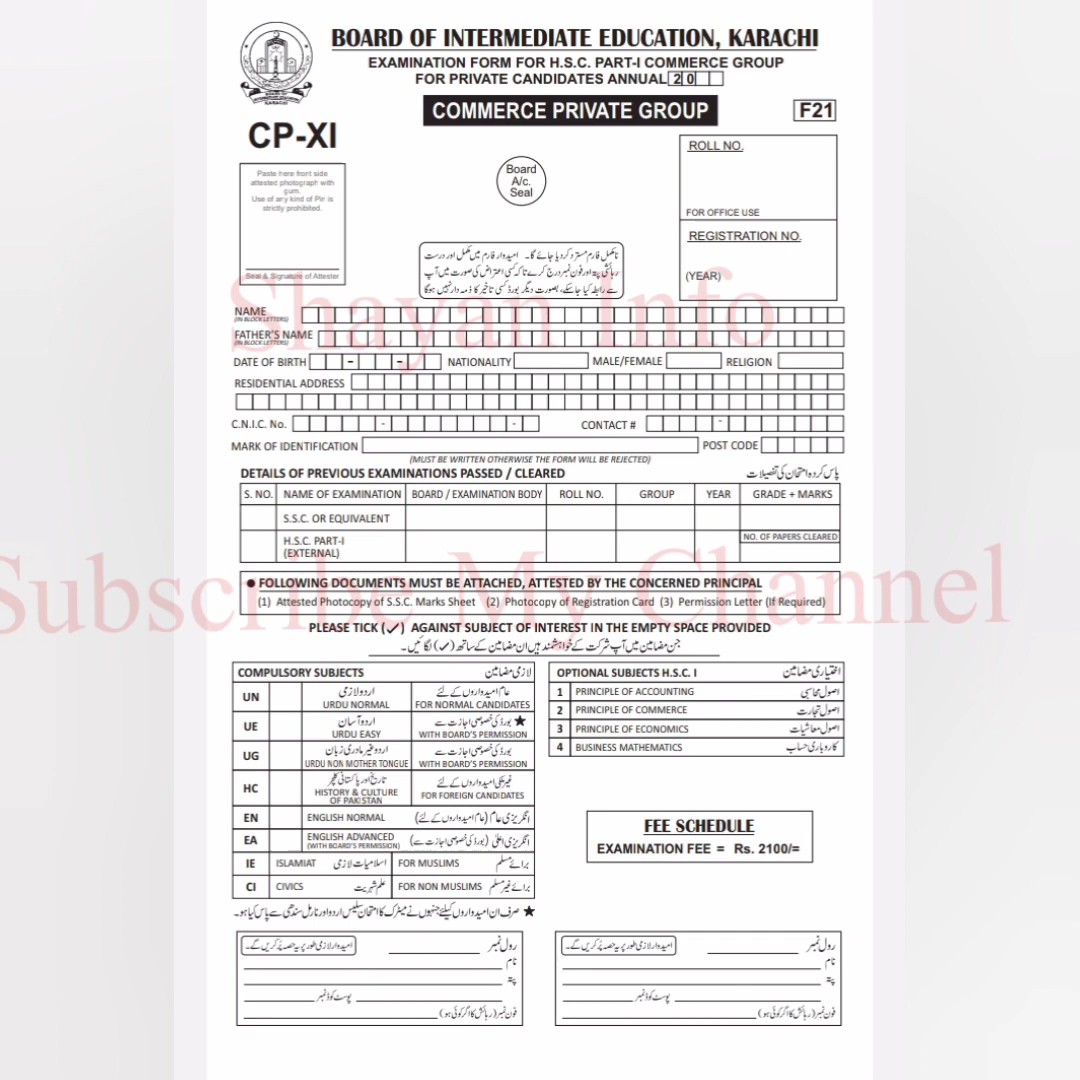 BOARD OF INTERMEDIATE EDUCATION, KARACHI
EXAMINATION FORM FOR H.S.C. PART-I COMMERCE GROUP
FOR PRIVATE CANDIDATES ANNUAL 2 0
COMMERCE PRIVATE GROUP
F21
CP-XI
Paste here front side
attested photograph with
gum.
Use of any kind of Pin is
strictly prohibited.
Seal & Signature of Attester
Board
A/c.
Seal
ROLL NO.
FOR OFFICE USE
REGISTRATION NO.
(YEAR)
نامکمل فارم مسترد کردیا جائے گا۔ امیدوار فارم میں مکمل اور درست
رہائشی پتہ اور فون نمبر درج کرے تاکہ کسی اعتراض کی صورت میں آپ
سے رابطہ کیا جاسکے، بصورت دیگر بورڈ کسی تاخیر کا ذمہ دار نہیں ہوگا
Shayan Info
NAME
(IN BLOCK LETTERS)
FATHER'S NAME
(IN BLOCK LETTERS)
DATE OF BIRTH – – NATIONALITY MALE/FEMALE RELIGION
RESIDENTIAL ADDRESS
C.N.I.C. No. - - CONTACT # -
MARK OF IDENTIFICATION POST CODE
(MUST BE WRITTEN OTHERWISE THE FORM WILL BE REJECTED)
DETAILS OF PREVIOUS EXAMINATIONS PASSED / CLEARED پاس کردہ امتحان کی تفصیلات
S. NO. NAME OF EXAMINATION BOARD / EXAMINATION BODY ROLL NO. GROUP YEAR GRADE + MARKS
S.S.C. OR EQUIVALENT
H.S.C. PART-I
(EXTERNAL)
NO. OF PAPERS CLEARED
Subscribe My Channel
● FOLLOWING DOCUMENTS MUST BE ATTACHED, ATTESTED BY THE CONCERNED PRINCIPAL
(1) Attested Photocopy of S.S.C. Marks Sheet (2) Photocopy of Registration Card (3) Permission Letter (If Required)
PLEASE TICK (✓) AGAINST SUBJECT OF INTEREST IN THE EMPTY SPACE PROVIDED
جن مضامین میں آپ شرکت کے خواہشمند ہیں ان مضامین کے ساتھ (✓) لگائیں۔
COMPULSORY SUBJECTS لازمی مضامین
UN اردو لازمی عام امیدواروں کے لئے
URDU NORMAL FOR NORMAL CANDIDATES
UE اردو آسان بورڈ کی خصوصی اجازت سے ★
URDU EASY WITH BOARD'S PERMISSION
UG اردو غیر مادری زبان بورڈ کی خصوصی اجازت سے
URDU NON MOTHER TONGUE WITH BOARD'S PERMISSION
HC تاریخ اور پاکستانی کلچر غیر ملکی امیدواروں کے لئے
HISTORY & CULTURE
OF PAKISTAN
FOR FOREIGN CANDIDATES
EN ENGLISH NORMAL انگریزی عام (عام امیدواروں کے لئے)
EA ENGLISH ADVANCED انگریزی اعلیٰ (بورڈ کی خصوصی اجازت سے)
(WITH BOARD'S PERMISSION)
IE ISLAMIAT اسلامیات لازمی FOR MUSLIMS برائے مسلم
CI CIVICS علم شہریت FOR NON MUSLIMS برائے غیر مسلم
★ صرف ان امیدواروں کیلئے جنہوں نے میٹرک کا امتحان سلیس اردو اور نارمل سندھی سے پاس کیا ہو۔
OPTIONAL SUBJECTS H.S.C. I اختیاری مضامین
1 PRINCIPLE OF ACCOUNTING اصول محاسبی
2 PRINCIPLE OF COMMERCE اصول تجارت
3 PRINCIPLE OF ECONOMICS اصول معاشیات
4 BUSINESS MATHEMATICS کاروباری حساب
FEE SCHEDULE
EXAMINATION FEE = Rs. 2100/=
رول نمبر امیدوار لازمی طور پر یہ حصہ پُر کریں گے۔
نام
پتہ
پوسٹ کوڈ نمبر
فون نمبر (رہائش کا اگر کوئی ہو)
رول نمبر امیدوار لازمی طور پر یہ حصہ پُر کریں گے۔
نام
پتہ
پوسٹ کوڈ نمبر
فون نمبر (رہائش کا اگر کوئی ہو)